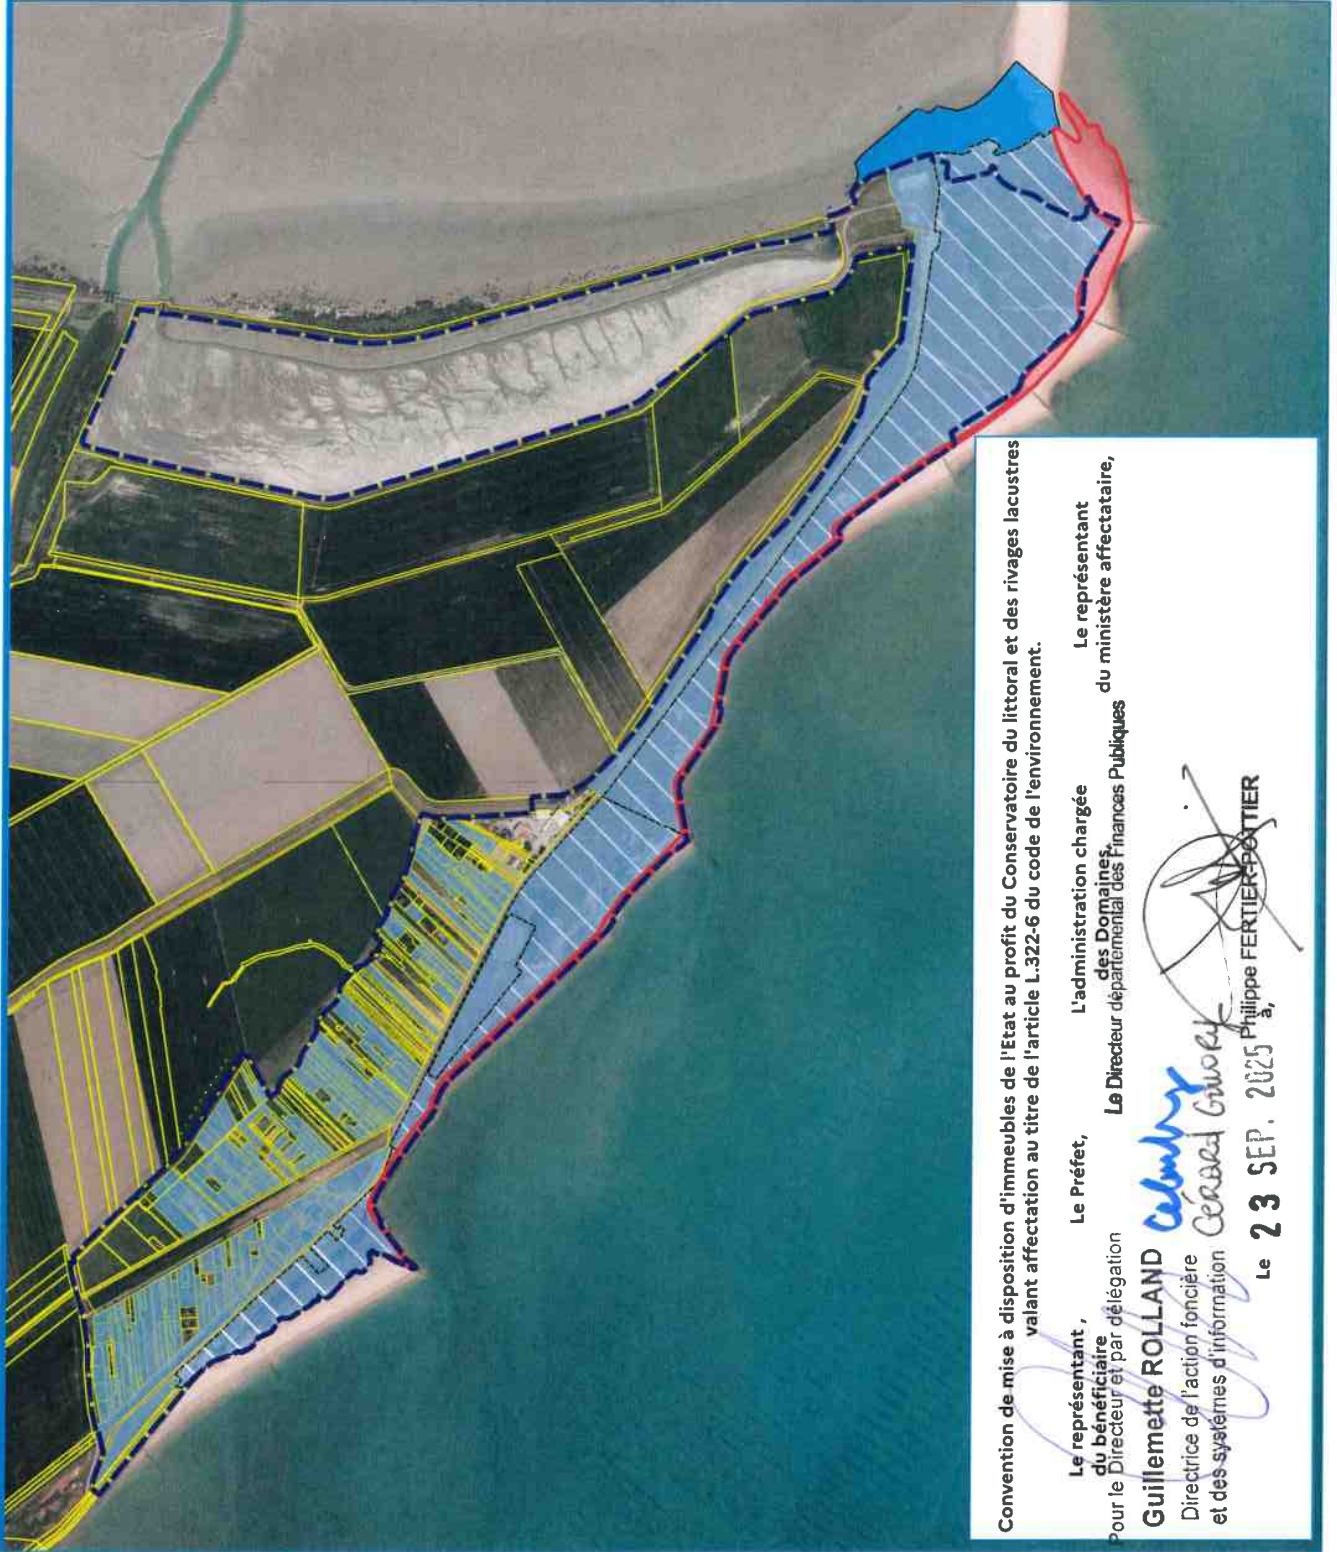 Convention de mise à disposition d'immeubles de l'Etat au profit du Conservatoire du littoral et des rivages lacustres
valant affectation au titre de l'article L.322-6 du code de l'environnement.
Le représentant,
du bénéficiaire
Pour le Directeur et par délégation
Guillemette ROLLAND
Directrice de l'action foncière
et des systèmes d'information
Le Préfet,
Gérard
L'administration chargée
des Domaines,
Le Directeur départemental des Finances Publiques
Philippe FERTIER-POTTIER
Le représentant
du ministère affectataire,
Le 23 SEP. 2025 à,